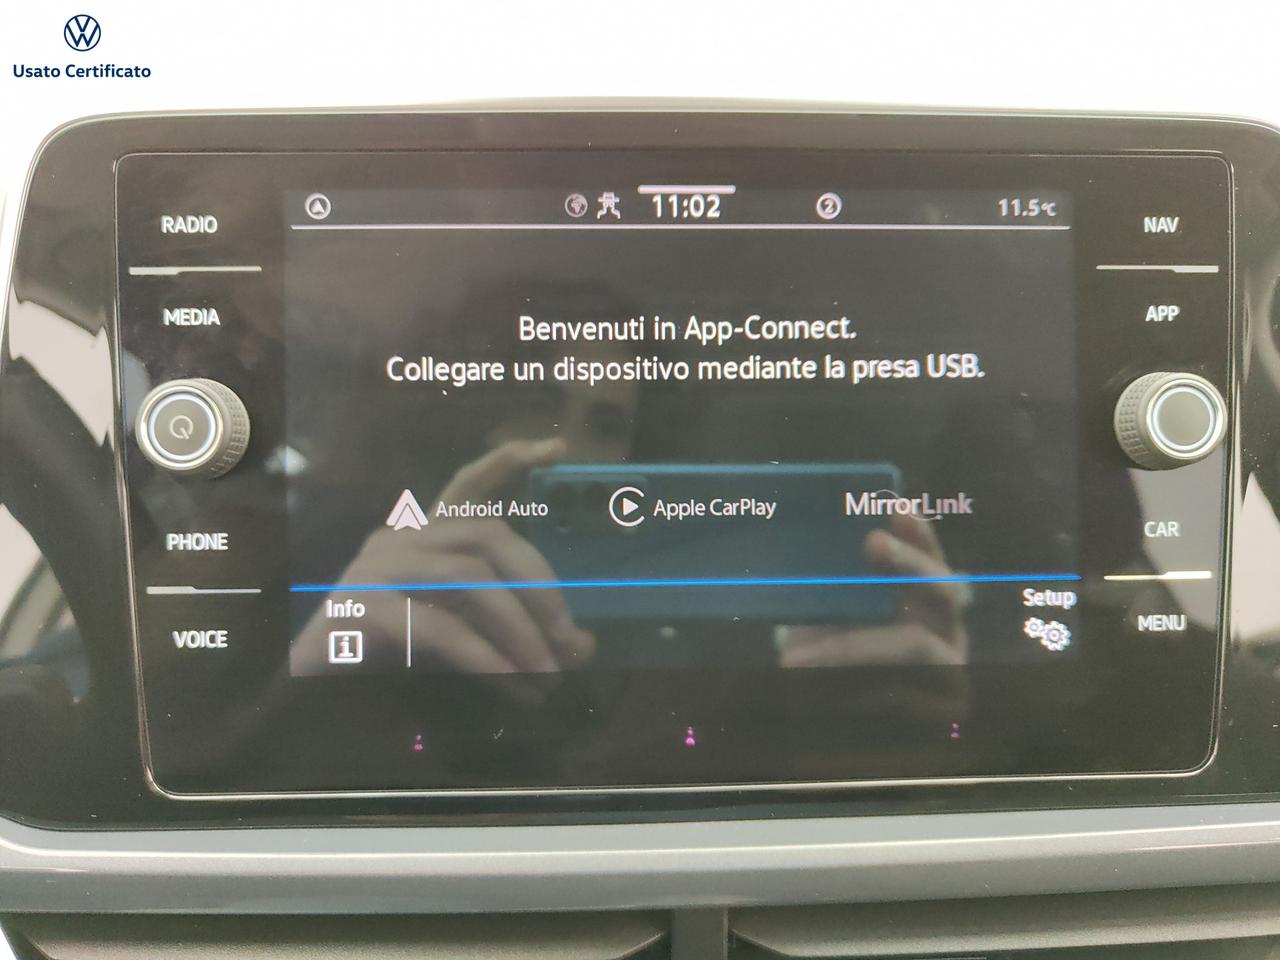 Usato Certificato
RADIO
MEDIA
PHONE
VOICE
11:02
2
11.5°C
Benvenuti in App-Connect.
Collegare un dispositivo mediante la presa USB.
Android Auto
Apple CarPlay
MirrorLink
Info
i
Setup
NAV
APP
CAR
MENU